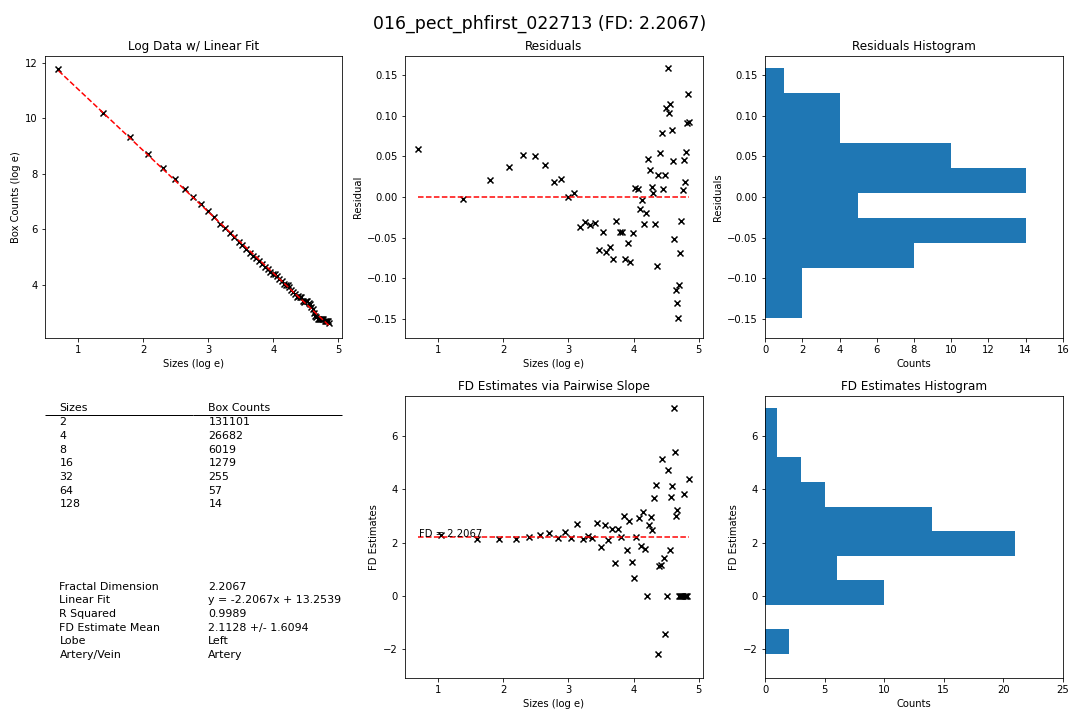 016_pect_phfirst_022713 (FD: 2.2067)
Log Data w/ Linear Fit
Box Counts (log e)
12
10
8
6
4
1 2 3 4 5
Sizes (log e)
Residuals
Residual
0.15
0.10
0.05
0.00
−0.05
−0.10
−0.15
1 2 3 4 5
Sizes (log e)
Residuals Histogram
Residuals
0.15
0.10
0.05
0.00
−0.05
−0.10
−0.15
0 2 4 6 8 10 12 14 16
Counts
Sizes Box Counts
2 131101
4 26682
8 6019
16 1279
32 255
64 57
128 14
Fractal Dimension 2.2067
Linear Fit y = -2.2067x + 13.2539
R Squared 0.9989
FD Estimate Mean 2.1128 +/- 1.6094
Lobe Left
Artery/Vein Artery
FD Estimates via Pairwise Slope
FD Estimates
6
4
2
0
−2
FD = 2.2067
1 2 3 4 5
Sizes (log e)
FD Estimates Histogram
FD Estimates
6
4
2
0
−2
0 5 10 15 20 25
Counts